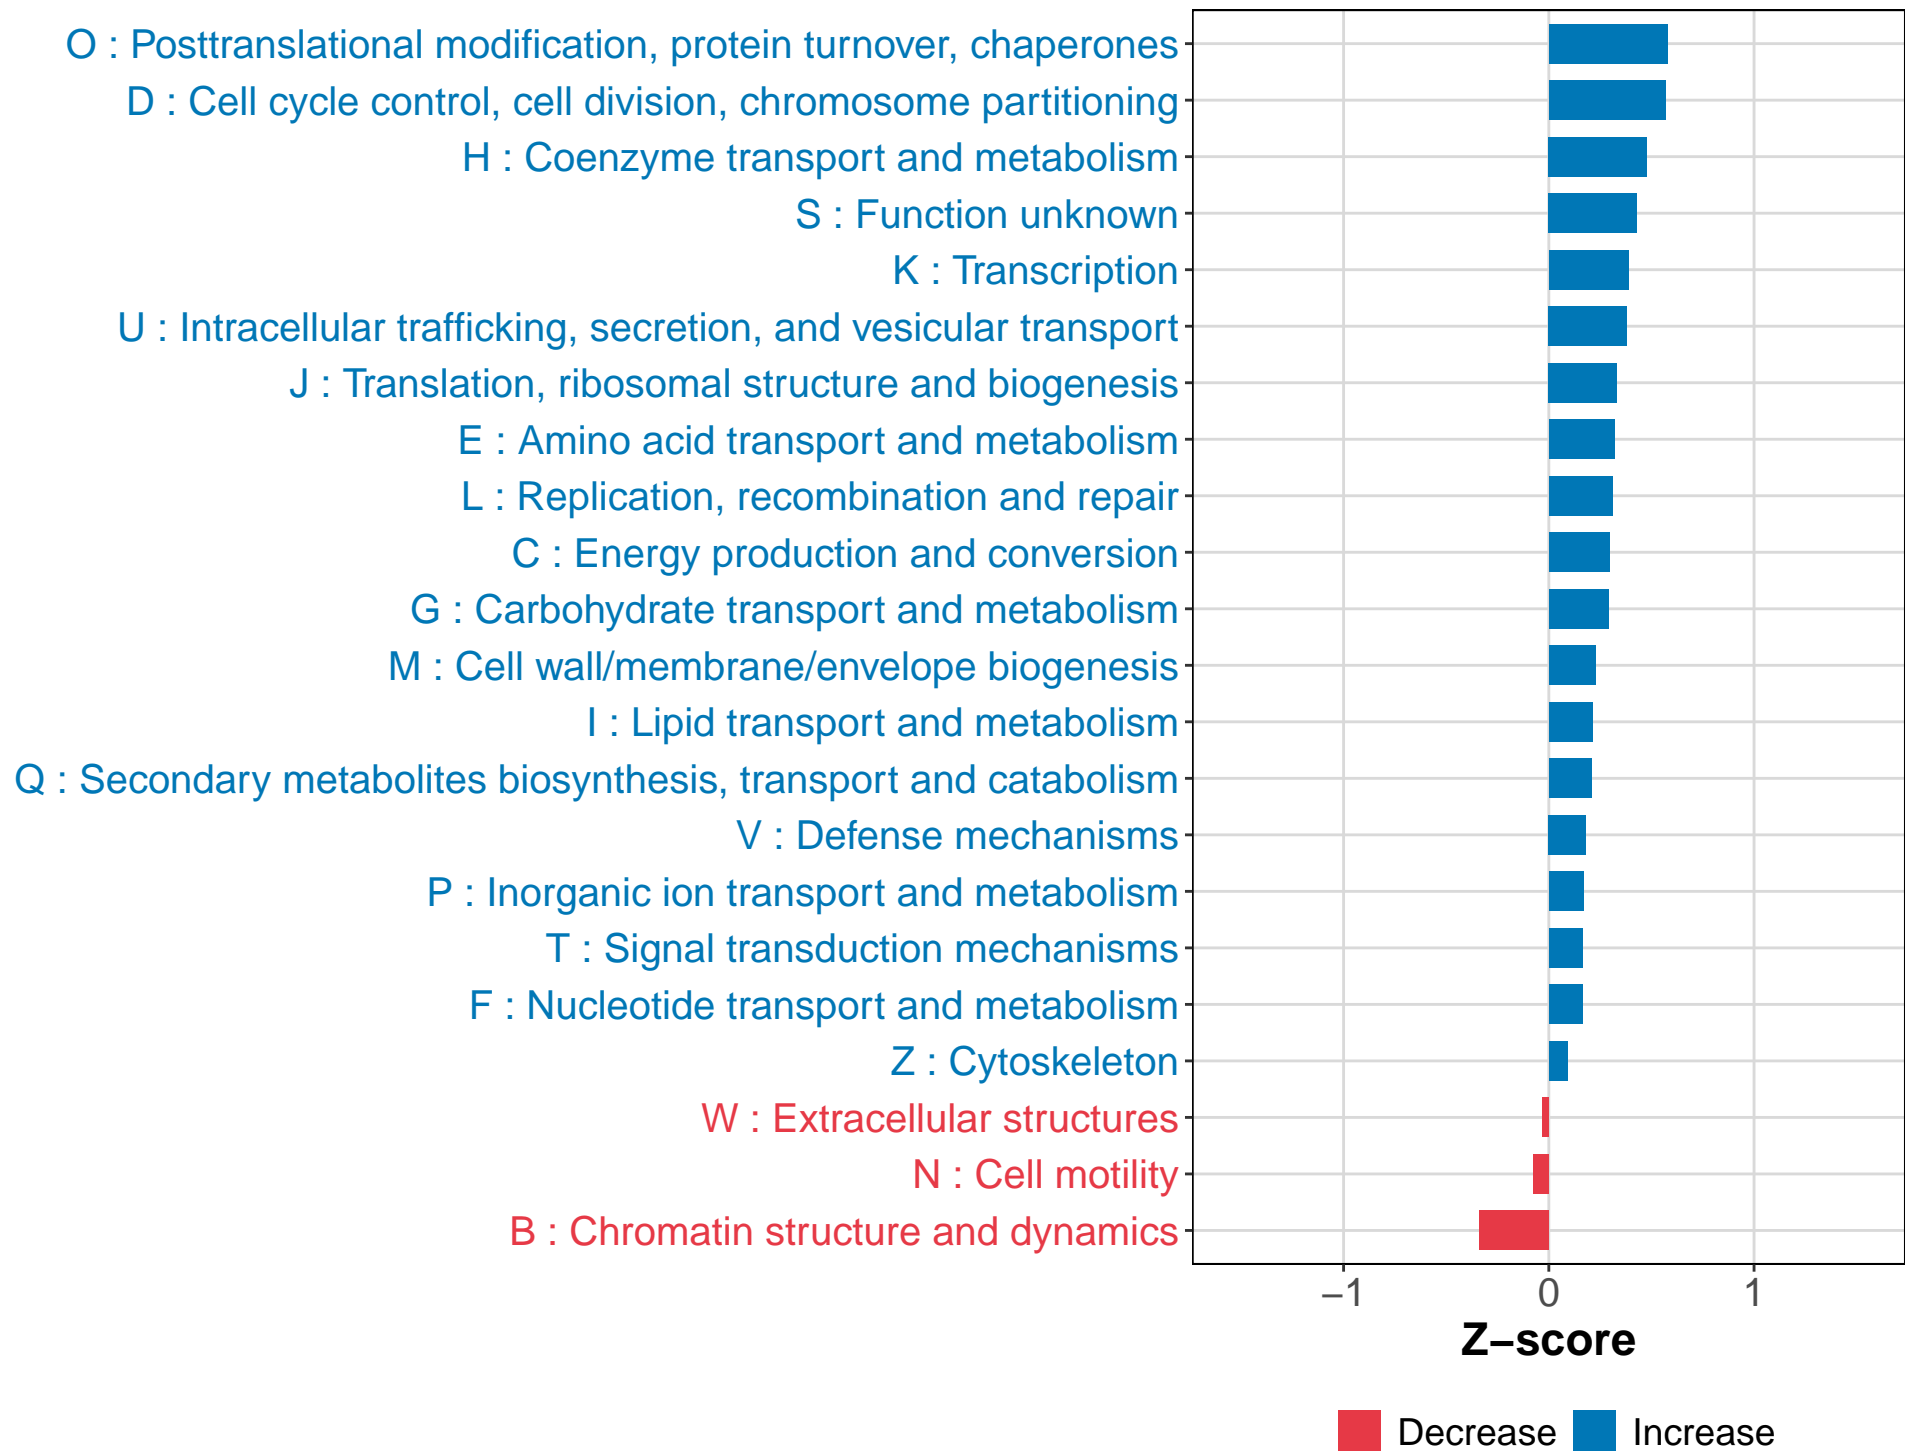 O : Posttranslational modification, protein turnover, chaperones
D : Cell cycle control, cell division, chromosome partitioning
H : Coenzyme transport and metabolism
S : Function unknown
K : Transcription
U : Intracellular trafficking, secretion, and vesicular transport
J : Translation, ribosomal structure and biogenesis
E : Amino acid transport and metabolism
L : Replication, recombination and repair
C : Energy production and conversion
G : Carbohydrate transport and metabolism
M : Cell wall/membrane/envelope biogenesis
I : Lipid transport and metabolism
Q : Secondary metabolites biosynthesis, transport and catabolism
V : Defense mechanisms
P : Inorganic ion transport and metabolism
T : Signal transduction mechanisms
F : Nucleotide transport and metabolism
Z : Cytoskeleton
W : Extracellular structures
N : Cell motility
B : Chromatin structure and dynamics
−1 0 1
Z−score
Decrease Increase